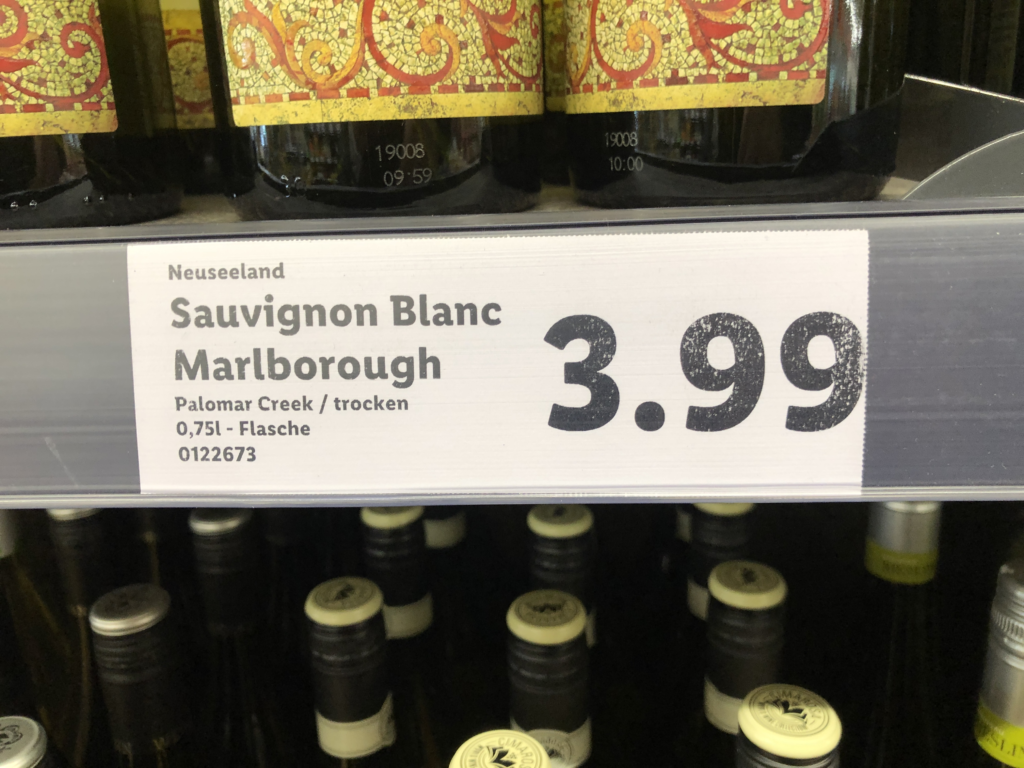 19008
09:59
19008
10:00
Neuseeland
Sauvignon Blanc
Marlborough
Palomar Creek / trocken
0,75l - Flasche
0122673
3.99